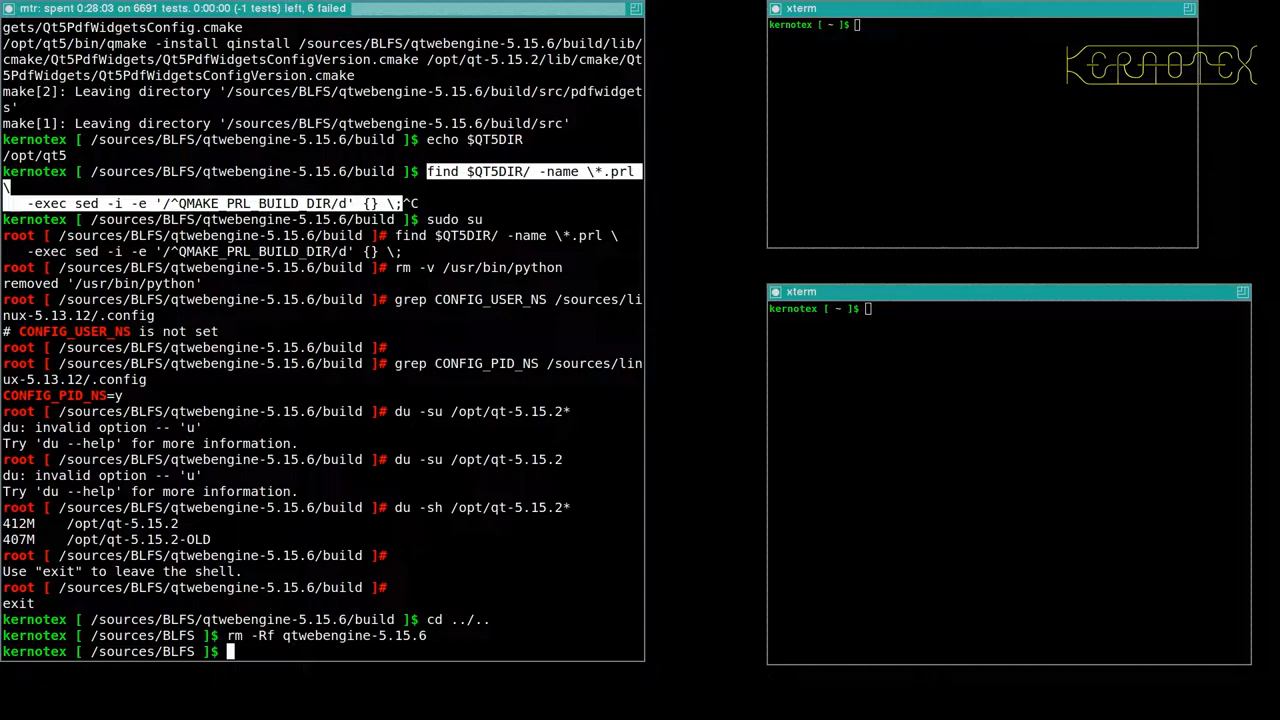 mtr: spent 0:28:03 on 6691 tests. 0:00:00 (-1 tests) left, 6 failed
gets/Qt5PdfWidgetsConfig.cmake
/opt/qt5/bin/qmake -install qinstall /sources/BLFS/qtwebengine-5.15.6/build/lib/
cmake/Qt5PdfWidgets/Qt5PdfWidgetsConfigVersion.cmake /opt/qt-5.15.2/lib/cmake/Qt
5PdfWidgets/Qt5PdfWidgetsConfigVersion.cmake
make[2]: Leaving directory '/sources/BLFS/qtwebengine-5.15.6/build/src/pdfwidget
s'
make[1]: Leaving directory '/sources/BLFS/qtwebengine-5.15.6/build/src'
kernotex [ /sources/BLFS/qtwebengine-5.15.6/build ]$ echo $QT5DIR
/opt/qt5
kernotex [ /sources/BLFS/qtwebengine-5.15.6/build ]$ find $QT5DIR/ -name \*.prl
\
   -exec sed -i -e '/^QMAKE_PRL_BUILD_DIR/d' {} \;^C
kernotex [ /sources/BLFS/qtwebengine-5.15.6/build ]$ sudo su
root [ /sources/BLFS/qtwebengine-5.15.6/build ]# find $QT5DIR/ -name \*.prl \
   -exec sed -i -e '/^QMAKE_PRL_BUILD_DIR/d' {} \;
root [ /sources/BLFS/qtwebengine-5.15.6/build ]# rm -v /usr/bin/python
removed '/usr/bin/python'
root [ /sources/BLFS/qtwebengine-5.15.6/build ]# grep CONFIG_USER_NS /sources/li
nux-5.13.12/.config
# CONFIG_USER_NS is not set
root [ /sources/BLFS/qtwebengine-5.15.6/build ]#
root [ /sources/BLFS/qtwebengine-5.15.6/build ]# grep CONFIG_PID_NS /sources/lin
ux-5.13.12/.config
CONFIG_PID_NS=y
root [ /sources/BLFS/qtwebengine-5.15.6/build ]# du -su /opt/qt-5.15.2*
du: invalid option -- 'u'
Try 'du --help' for more information.
root [ /sources/BLFS/qtwebengine-5.15.6/build ]# du -su /opt/qt-5.15.2
du: invalid option -- 'u'
Try 'du --help' for more information.
root [ /sources/BLFS/qtwebengine-5.15.6/build ]# du -sh /opt/qt-5.15.2*
412M    /opt/qt-5.15.2
407M    /opt/qt-5.15.2-OLD
root [ /sources/BLFS/qtwebengine-5.15.6/build ]#
Use "exit" to leave the shell.
root [ /sources/BLFS/qtwebengine-5.15.6/build ]#
exit
kernotex [ /sources/BLFS/qtwebengine-5.15.6/build ]$ cd ../..
kernotex [ /sources/BLFS ]$ rm -Rf qtwebengine-5.15.6
kernotex [ /sources/BLFS ]$
xterm
kernotex [ ~ ]$
KERNOTEX
xterm
kernotex [ ~ ]$